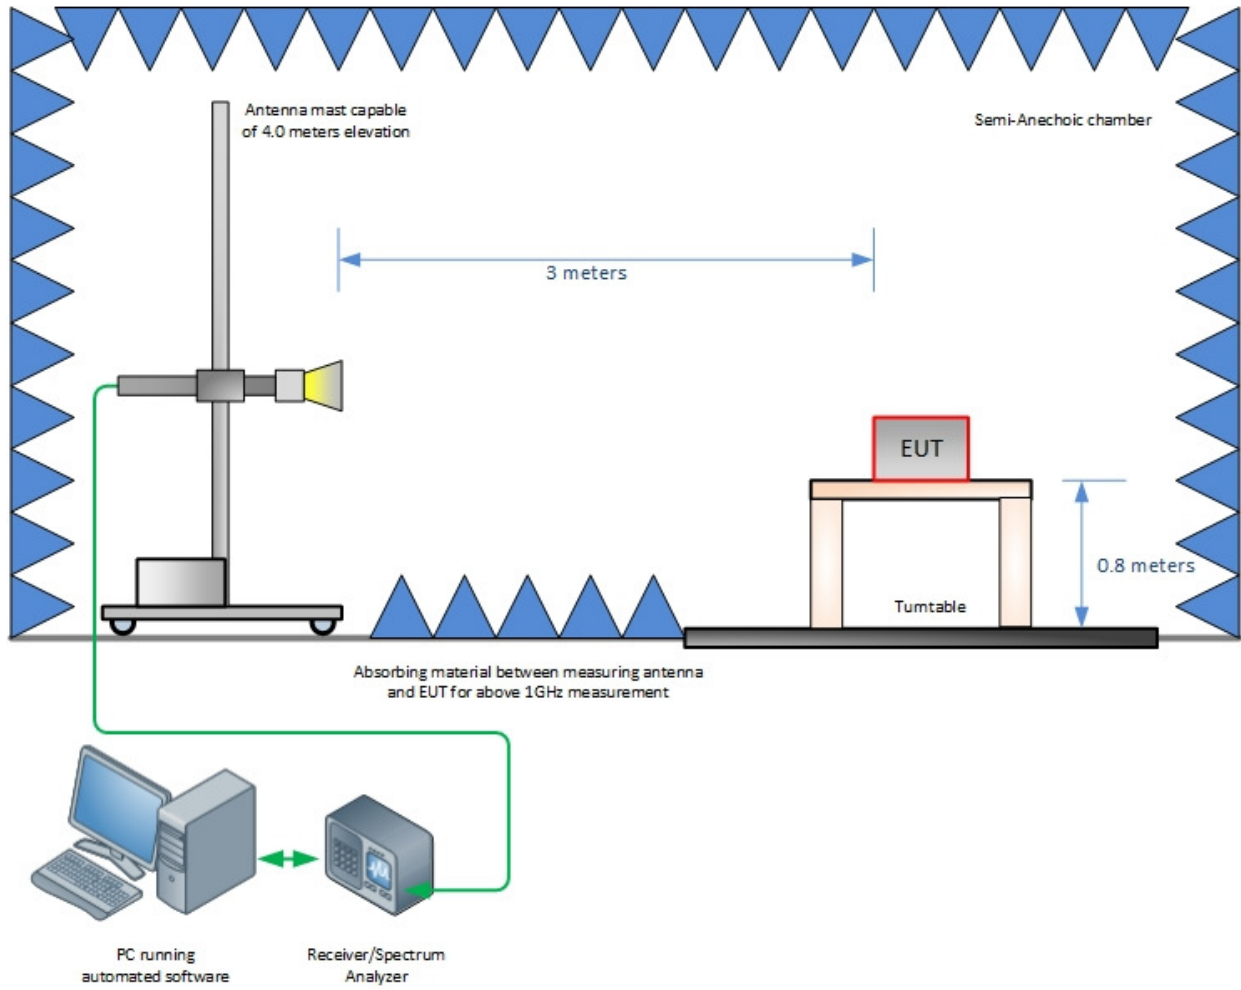 Antenna mast capable
of 4.0 meters elevation
Semi-Anechoic chamber
3 meters
EUT
0.8 meters
Turntable
Absorbing material between measuring antenna
and EUT for above 1GHz measurement
PC running
automated software
Receiver/Spectrum
Analyzer